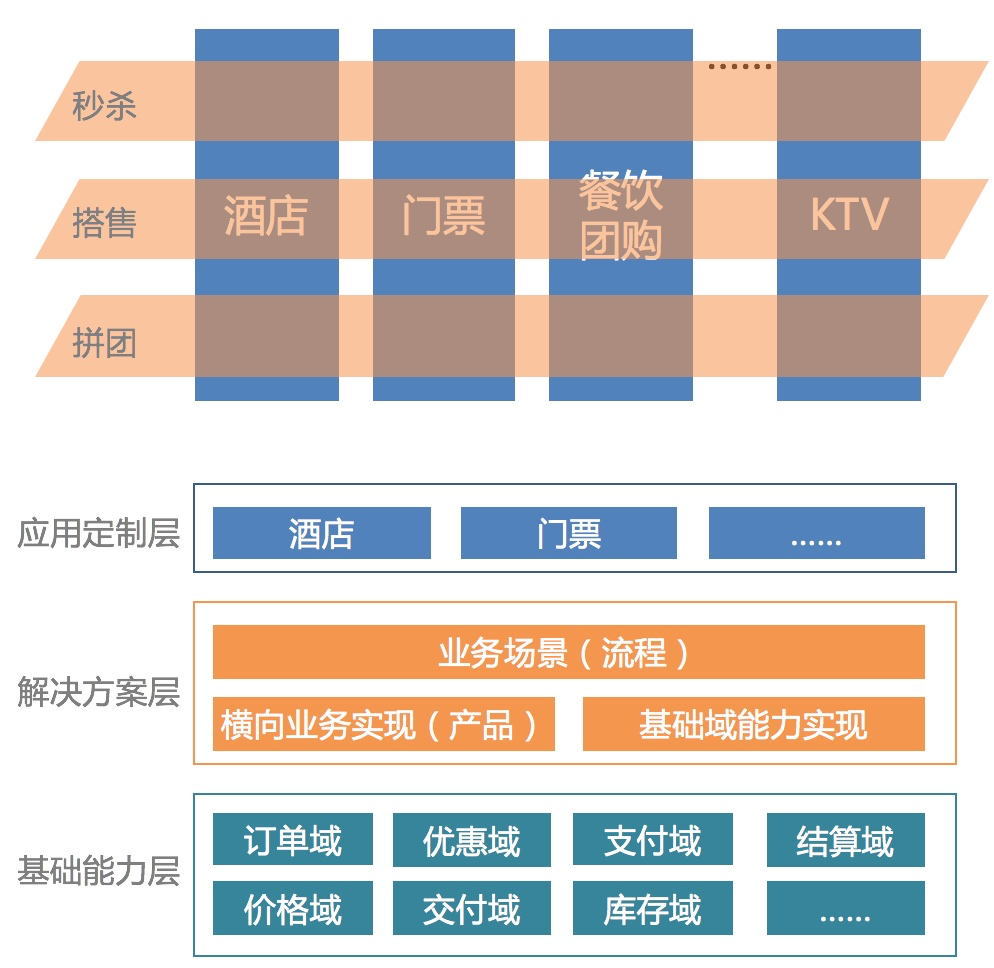 ......
秒杀
搭售
酒店
门票
餐饮
团购
KTV
拼团
应用定制层
酒店
门票
......
解决方案层
业务场景（流程）
横向业务实现（产品）
基础域能力实现
基础能力层
订单域
优惠域
支付域
结算域
价格域
交付域
库存域
......